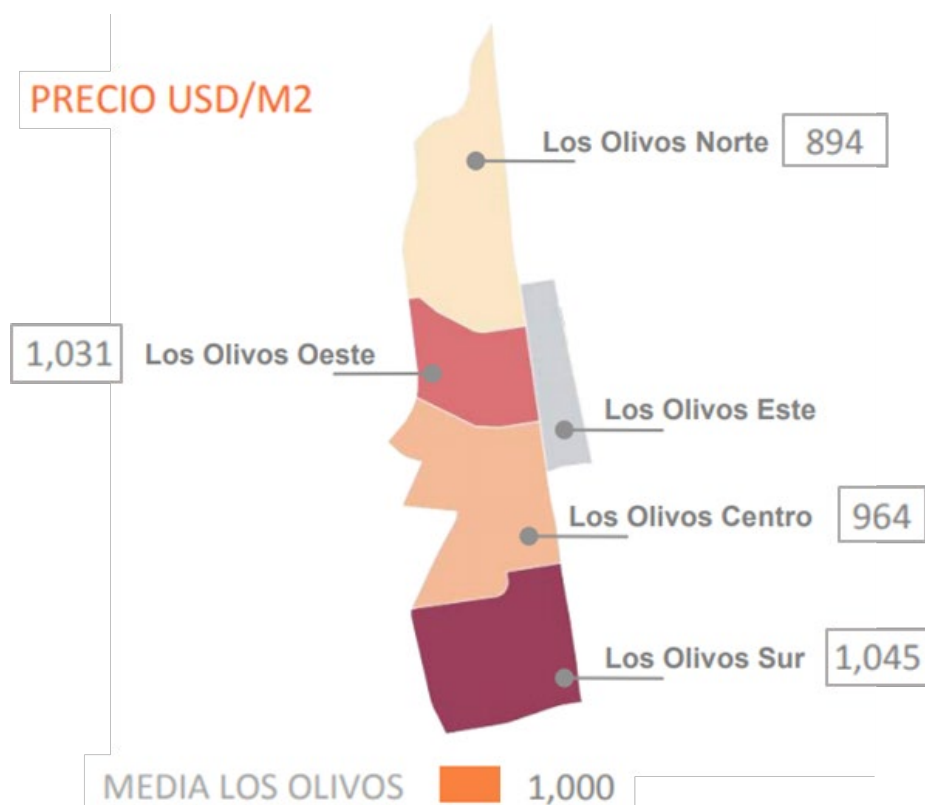 PRECIO USD/M2
Los Olivos Norte 894
1,031 Los Olivos Oeste
Los Olivos Este
Los Olivos Centro 964
Los Olivos Sur 1,045
MEDIA LOS OLIVOS 1,000